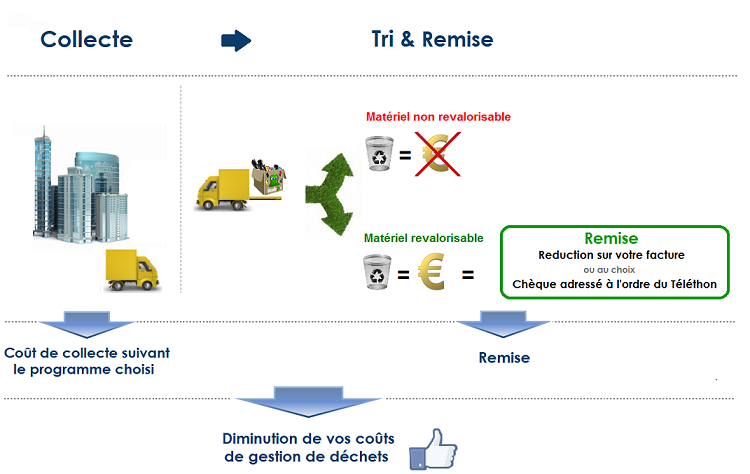 Collecte
Tri & Remise
Matériel non revalorisable
= €
Matériel revalorisable
= € =
Remise
Reduction sur votre facture
ou au choix
Chèque adressé à l'ordre du Téléthon
Coût de collecte suivant
le programme choisi
Remise
Diminution de vos coûts
de gestion de déchets